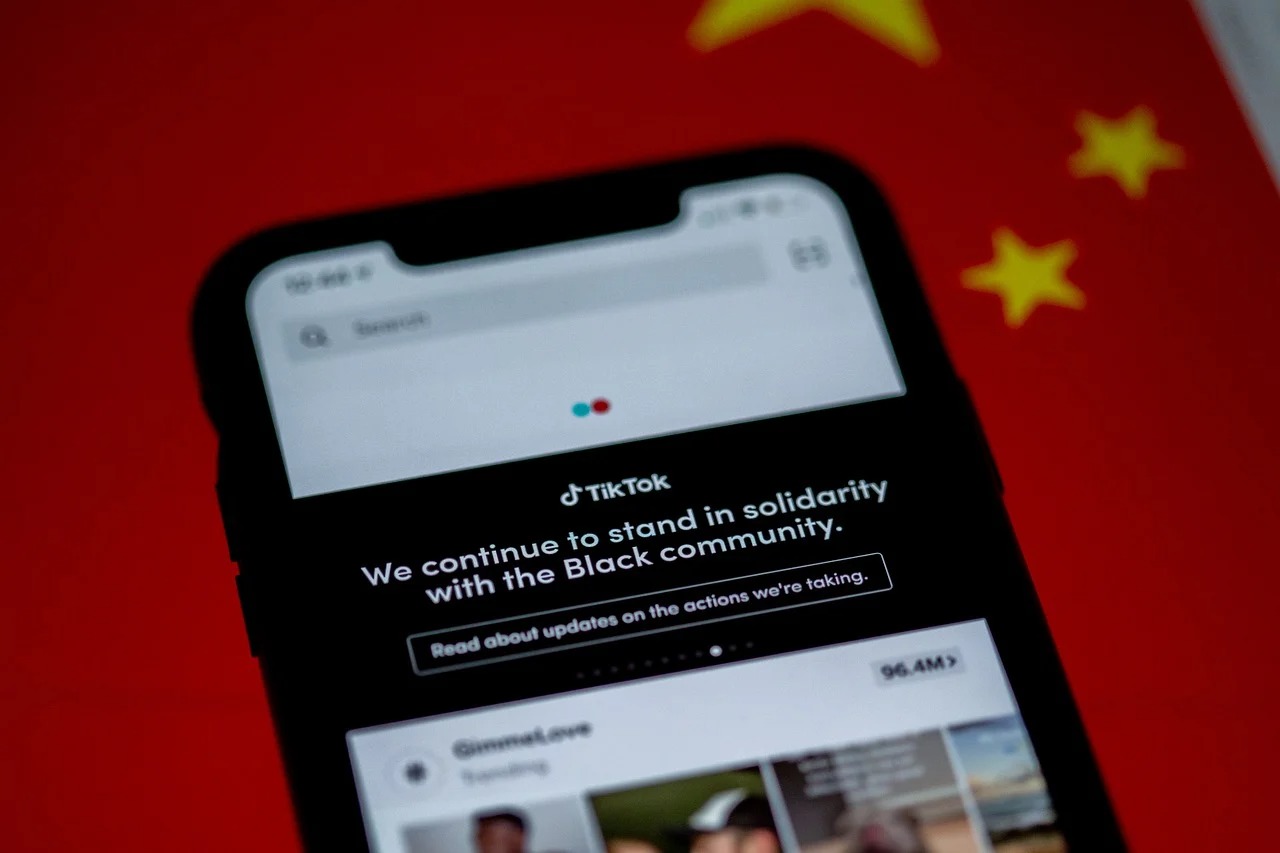 Search
TikTok
We continue to stand in solidarity
with the Black community.
Read about updates on the actions we're taking.
96.4M>
GimmeLove
Trending